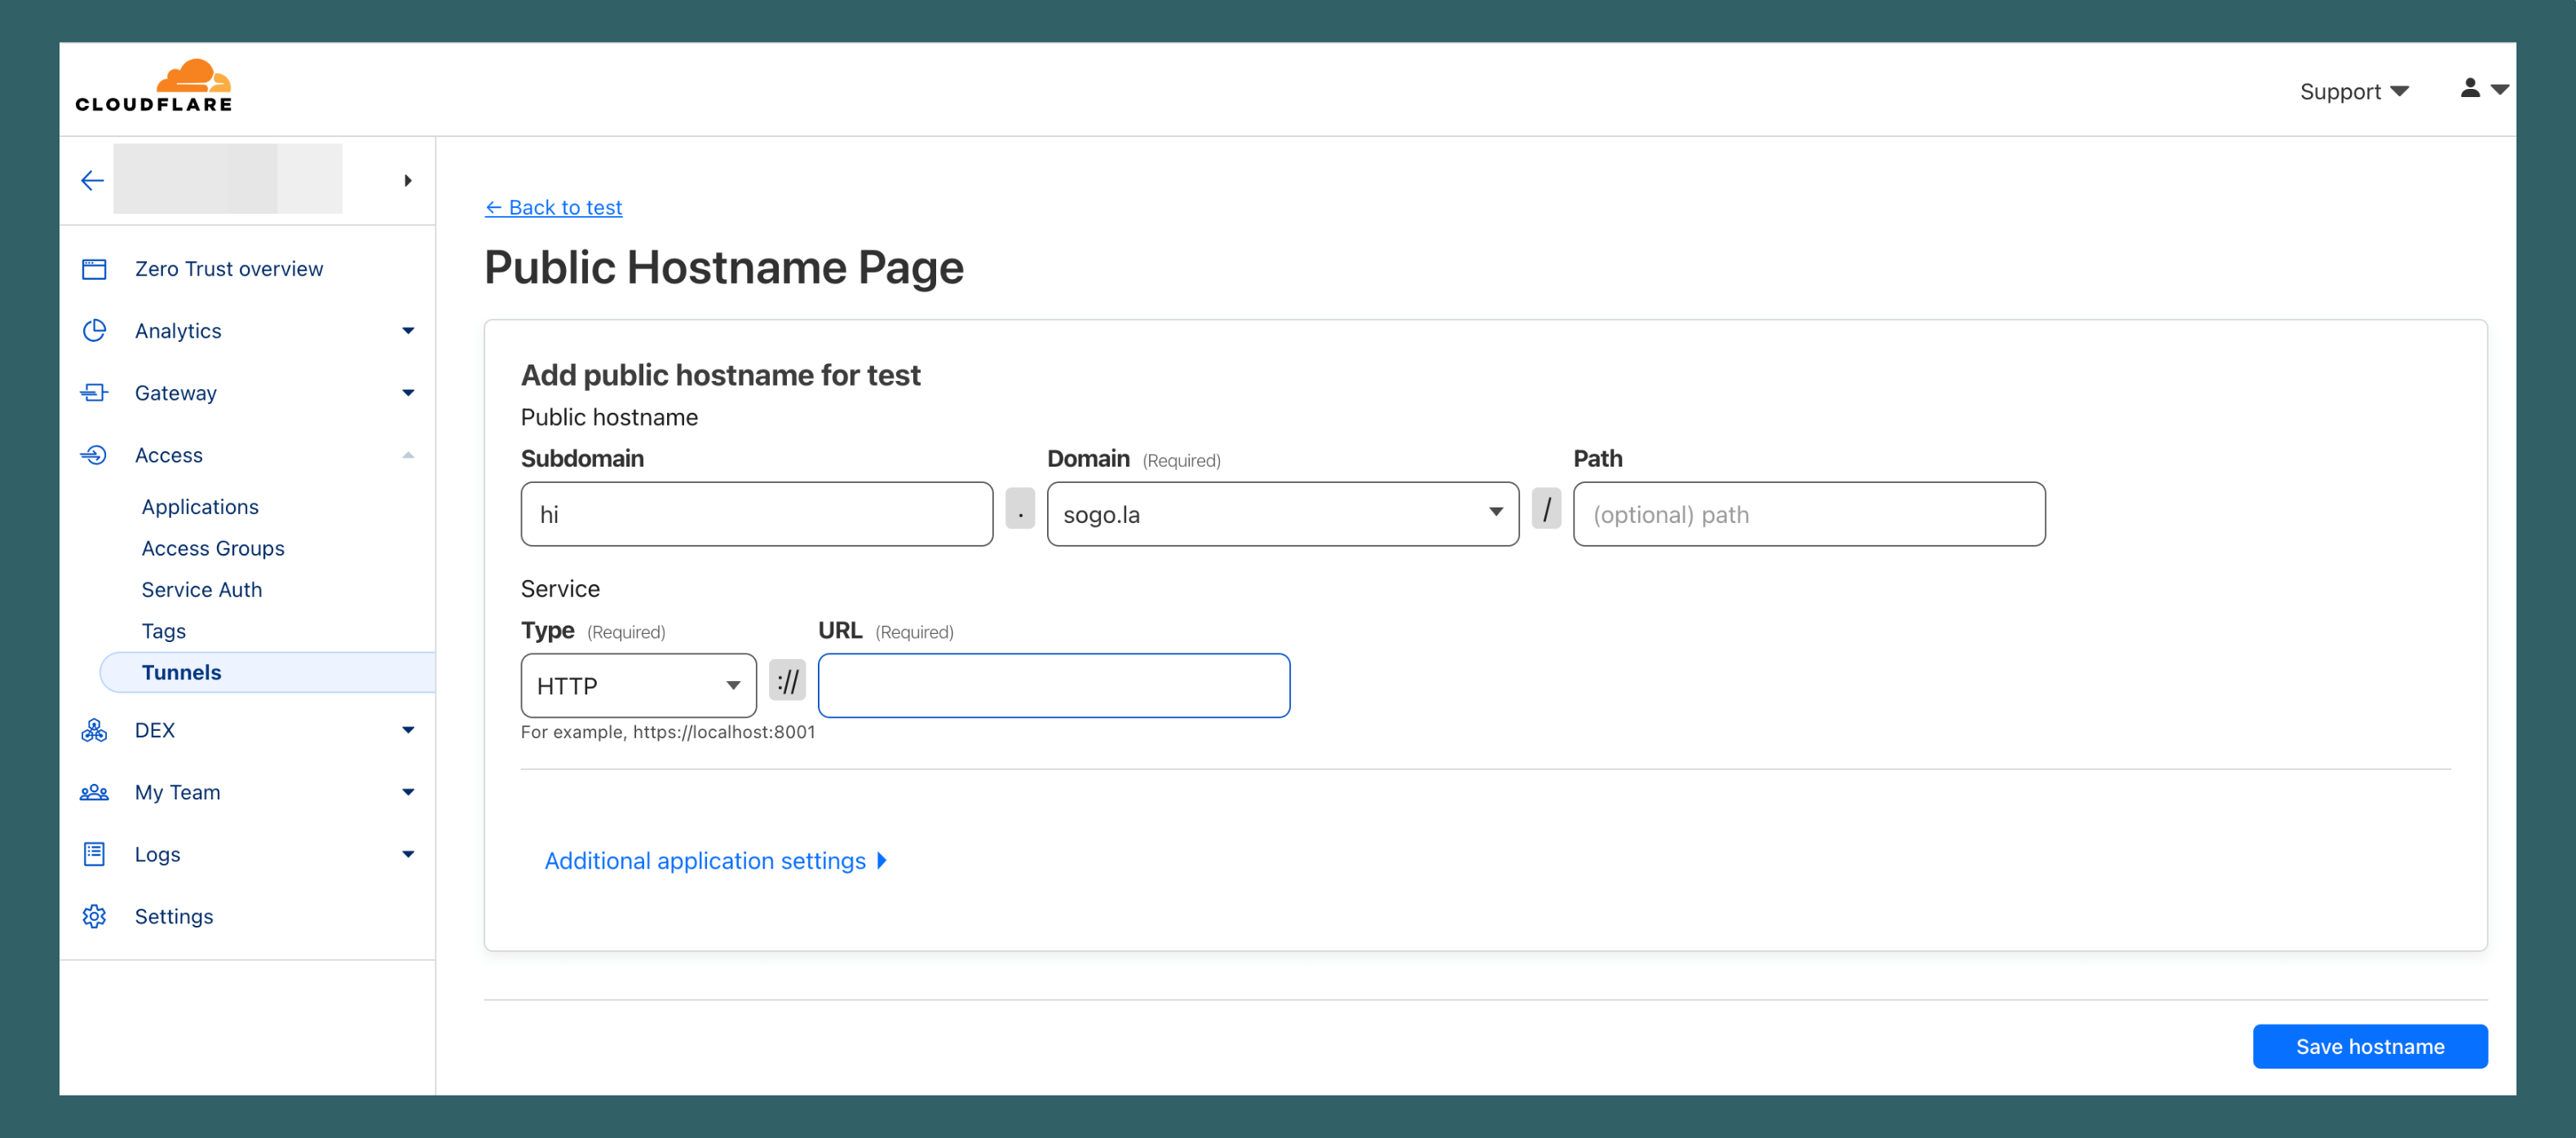 CLOUDFLARE
Support
Zero Trust overview
Analytics
Gateway
Access
Applications
Access Groups
Service Auth
Tags
Tunnels
DEX
My Team
Logs
Settings
← Back to test
Public Hostname Page
Add public hostname for test
Public hostname
Subdomain Domain (Required) Path
hi . sogo.la / (optional) path
Service
Type (Required) URL (Required)
HTTP ://
For example, https://localhost:8001
Additional application settings
Save hostname